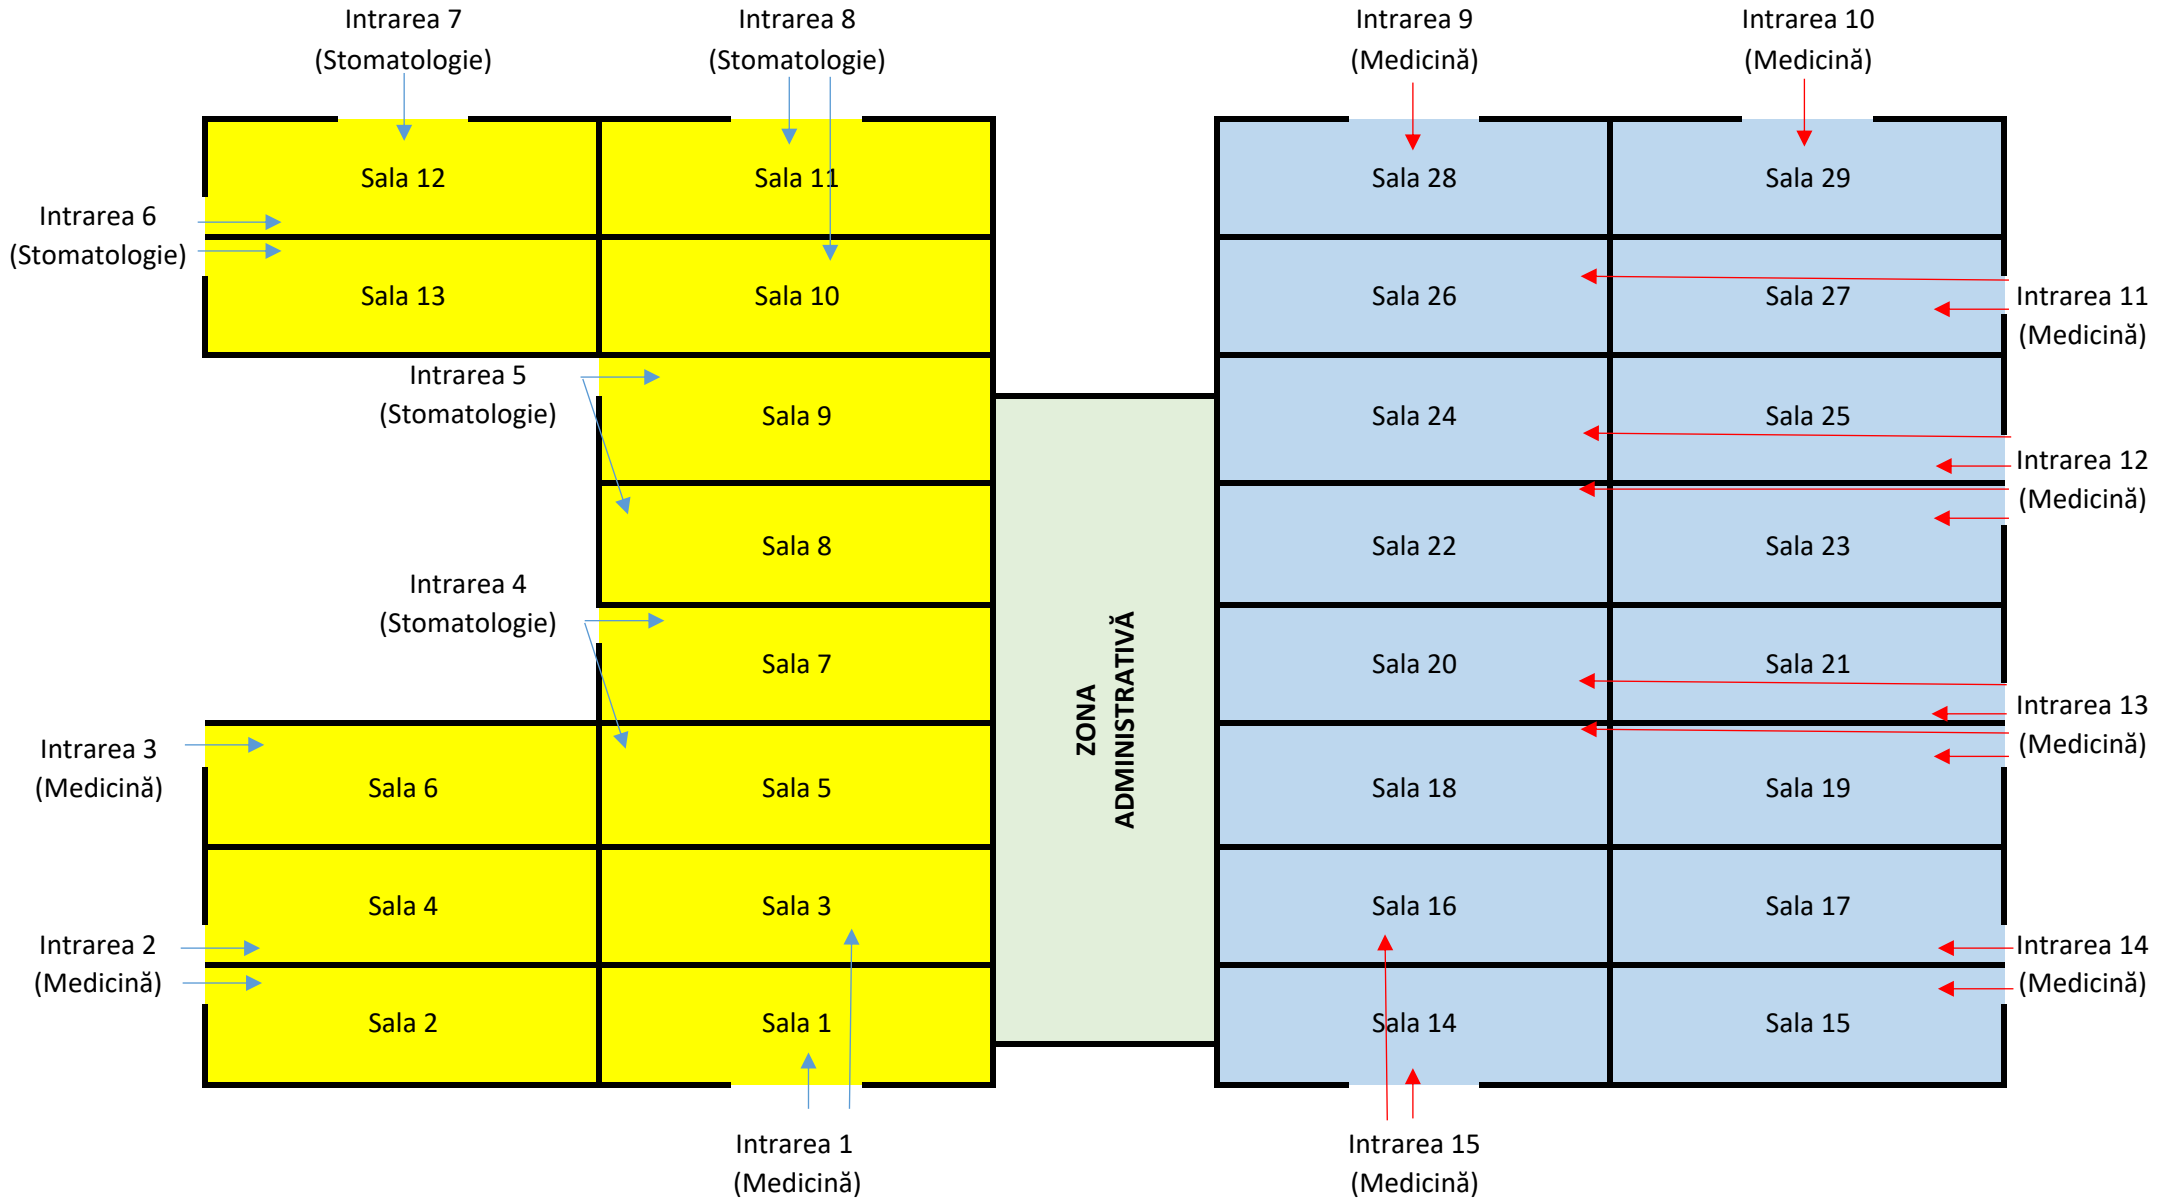 Intrarea 7
(Stomatologie)
Intrarea 8
(Stomatologie)
Intrarea 9
(Medicină)
Intrarea 10
(Medicină)
Sala 12
Sala 11
Sala 28
Sala 29
Intrarea 6
(Stomatologie)
Sala 13
Sala 10
Sala 26
Sala 27
Intrarea 11
(Medicină)
Intrarea 5
(Stomatologie)
Sala 9
Sala 24
Sala 25
Intrarea 12
(Medicină)
Sala 8
Sala 22
Sala 23
Intrarea 4
(Stomatologie)
Sala 7
ZONA
ADMINISTRATIVĂ
Sala 20
Sala 21
Intrarea 13
(Medicină)
Intrarea 3
(Medicină)
Sala 6
Sala 5
Sala 18
Sala 19
Sala 4
Sala 3
Sala 16
Sala 17
Intrarea 2
(Medicină)
Intrarea 14
(Medicină)
Sala 2
Sala 1
Sala 14
Sala 15
Intrarea 1
(Medicină)
Intrarea 15
(Medicină)